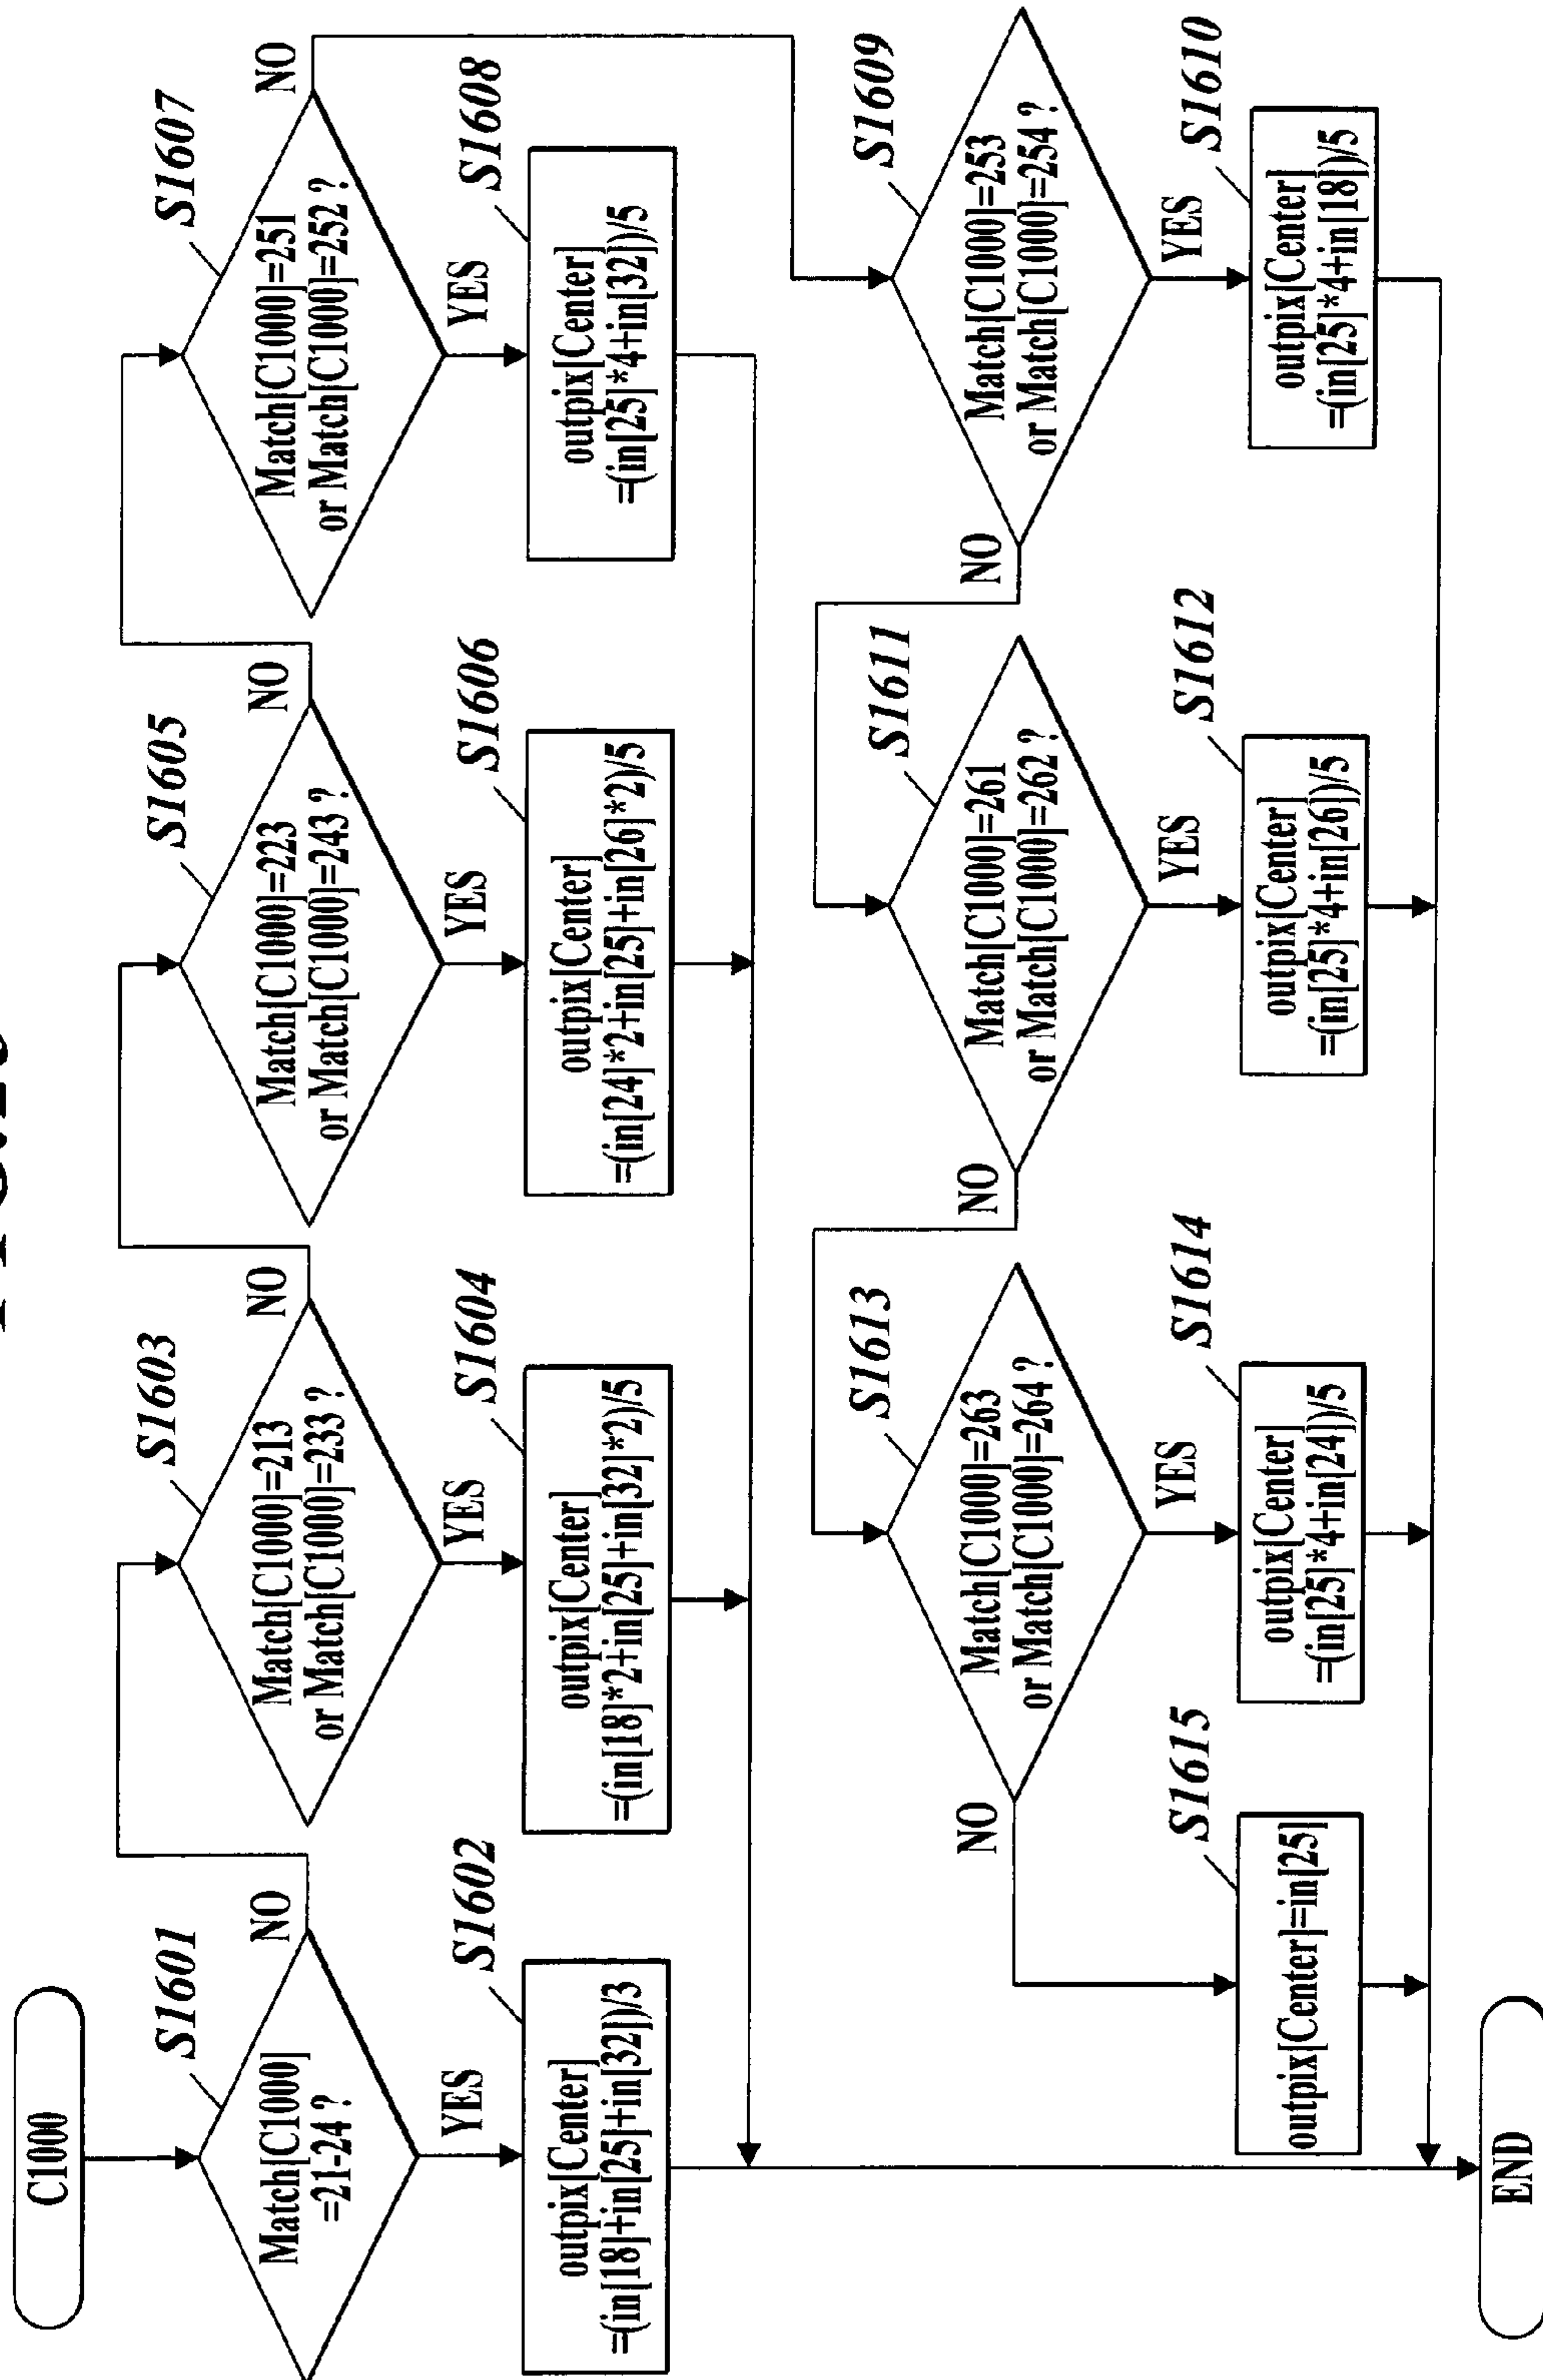 C1000
S1601
Match[C1000]
=21-24 ?
NO
YES
S1602
outpix[Center]
=(in[18]+in[25]+in[32])/3
S1603
Match[C1000]=213
or Match[C1000]=233 ?
NO
YES
S1604
outpix[Center]
=(in[18]*2+in[25]+in[32]*2)/5
S1605
Match[C1000]=223
or Match[C1000]=243 ?
NO
YES
S1606
outpix[Center]
=(in[24]*2+in[25]+in[26]*2)/5
S1607
Match[C1000]=251
or Match[C1000]=252 ?
NO
YES
S1608
outpix[Center]
=(in[25]*4+in[32])/5
S1609
Match[C1000]=253
or Match[C1000]=254 ?
NO
YES
S1610
outpix[Center]
=(in[25]*4+in[18])/5
S1611
Match[C1000]=261
or Match[C1000]=262 ?
NO
YES
S1612
outpix[Center]
=(in[25]*4+in[26])/5
S1613
Match[C1000]=263
or Match[C1000]=264 ?
NO
YES
S1614
outpix[Center]
=(in[25]*4+in[24])/5
S1615
outpix[Center]=in[25]
END